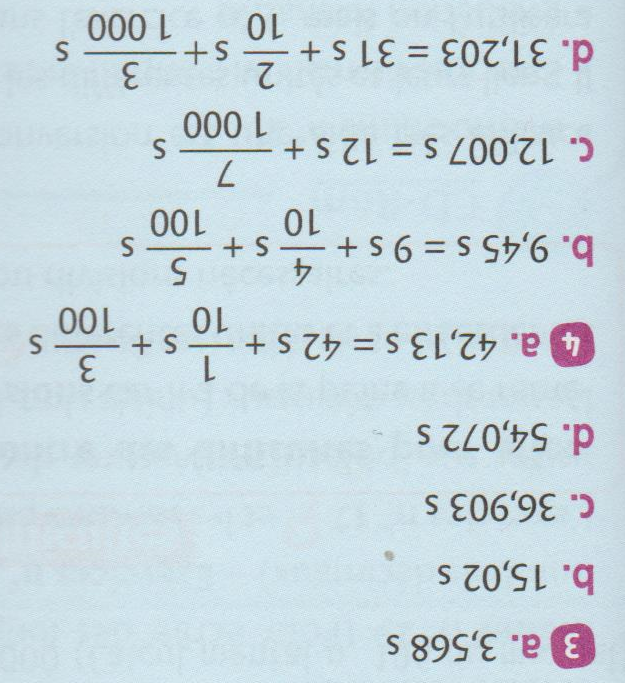 3 a. 3,568 s
b. 15,02 s
c. 36,903 s
d. 54,072 s
4 a. 42,13 s = 42 s + 1/10 s + 3/100 s
b. 9,45 s = 9 s + 4/10 s + 5/100 s
c. 12,007 s = 12 s + 7/1 000 s
d. 31,203 = 31 s + 2/10 s + 3/1 000 s